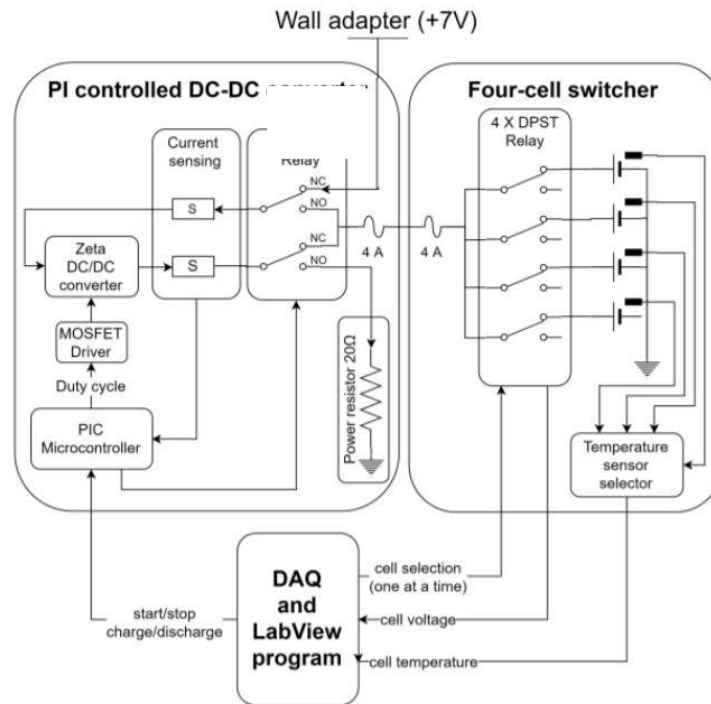 Wall adapter (+7V)
PI controlled DC-DC
Four-cell switcher
Current
sensing
Relay
4 X DPST
Relay
NC
NO
NC
NO
S
S
4 A
4 A
Zeta
DC/DC
converter
MOSFET
Driver
Duty cycle
PIC
Microcontroller
Power resistor 20Ω
Temperature
sensor
selector
DAQ
and
LabView
program
start/stop
charge/discharge
cell selection
(one at a time)
cell voltage
cell temperature